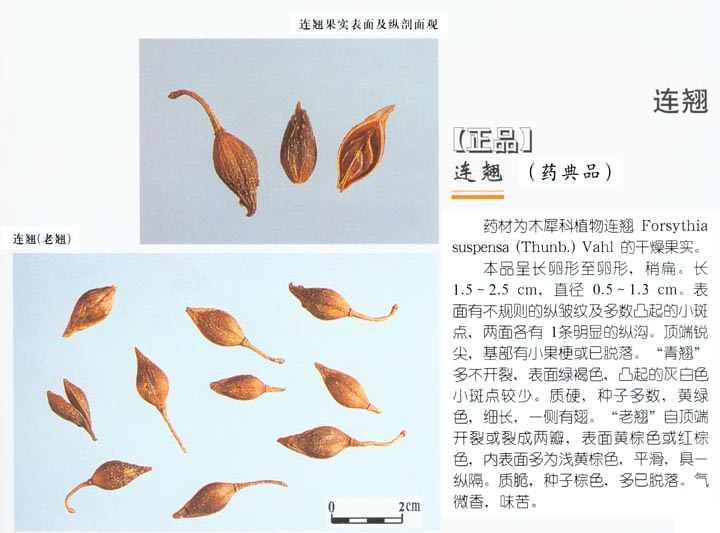 连翘果实表面及纵剖面观
连翘
【正品】
连翘 （药典品）
连翘(老翘)
药材为木犀科植物连翘 Forsythia
suspensa (Thunb.) Vahl 的干燥果实。
本品呈长卵形至卵形，稍扁。长
1.5~2.5 cm，直径 0.5~1.3 cm。表
面有不规则的纵皱纹及多数凸起的小斑
点，两面各有 1条明显的纵沟。顶端锐
尖，基部有小果梗或已脱落。“青翘”
多不开裂，表面绿褐色，凸起的灰白色
小斑点较少。质硬，种子多数，黄绿
色，细长，一侧有翅。“老翘”自顶端
开裂或裂成两瓣，表面黄棕色或红棕
色，内表面多为浅黄棕色，平滑，具一
纵隔。质脆，种子棕色，多已脱落。气
微香，味苦。
0 2cm